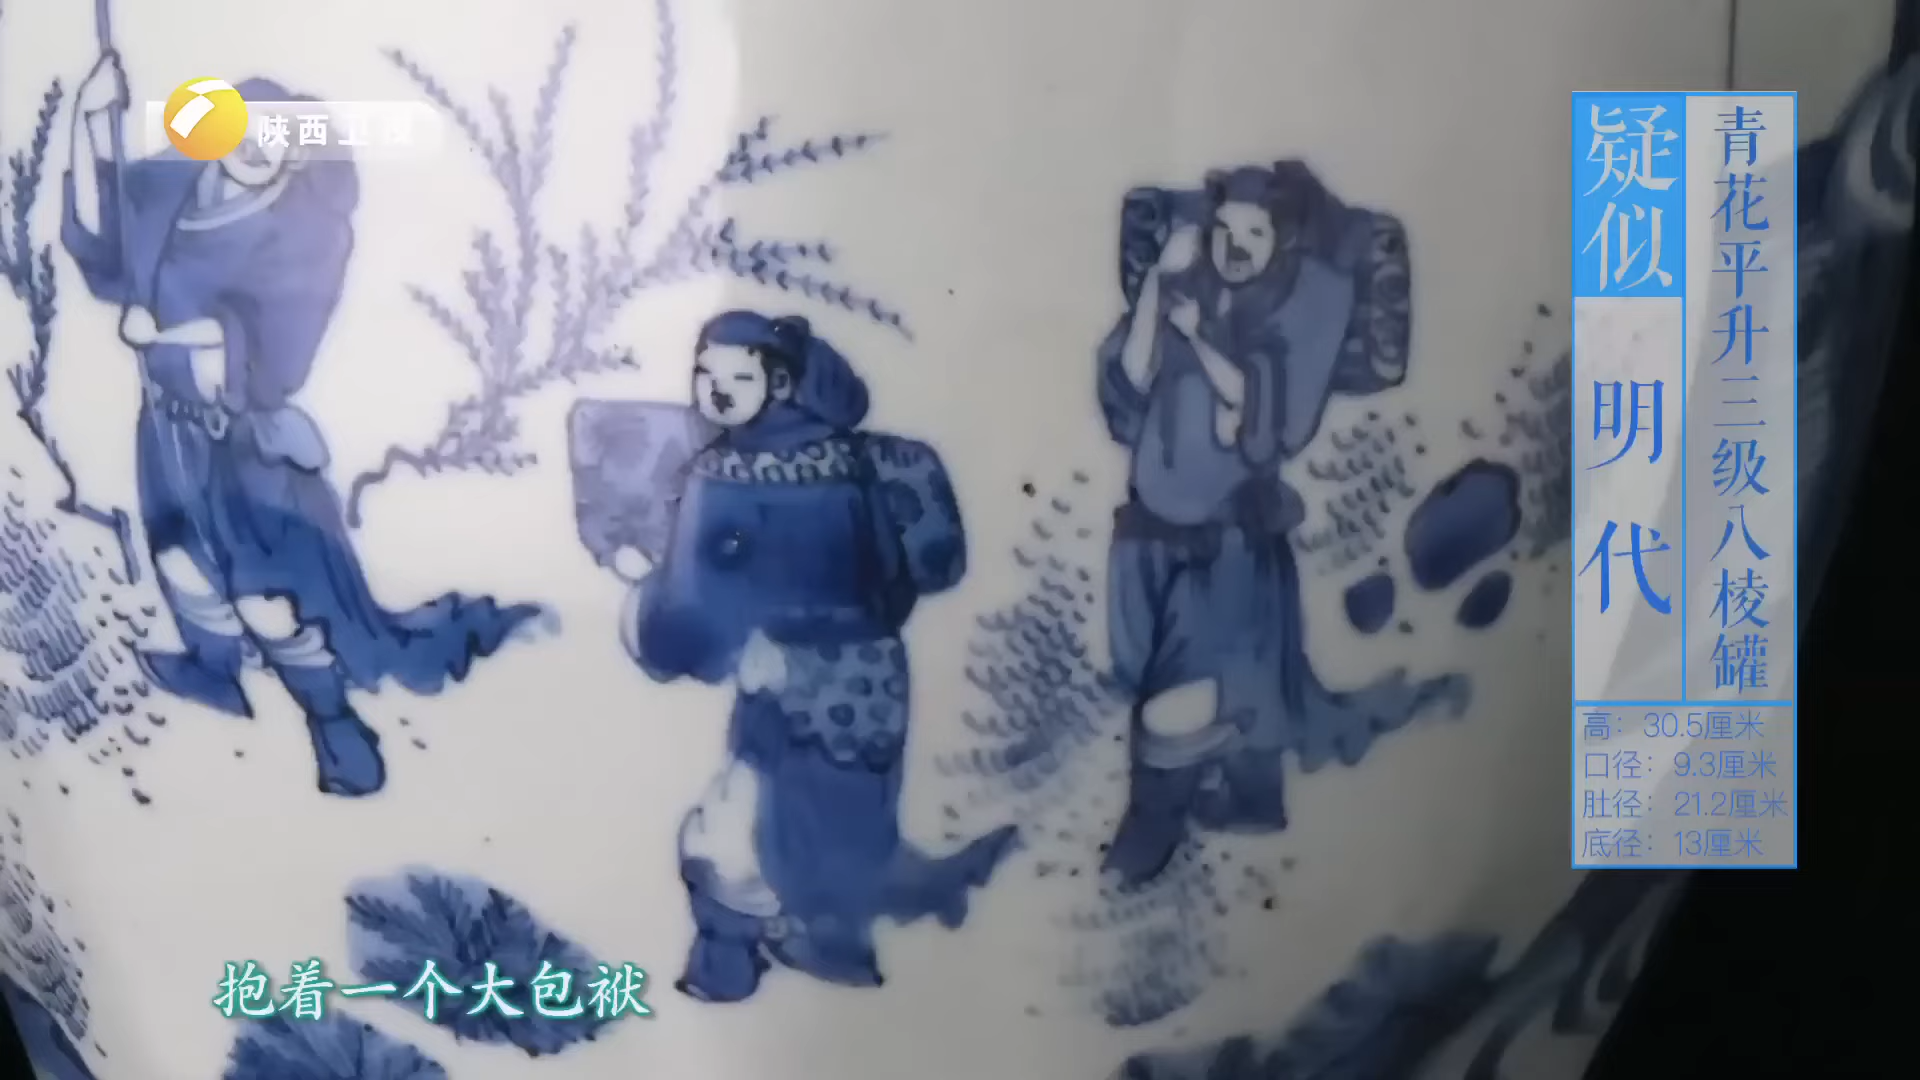 陕西卫视
疑似
明代
青花平升三级八棱罐
高：30.5厘米
口径：9.3厘米
肚径：21.2厘米
底径：13厘米
抱着一个大包袱